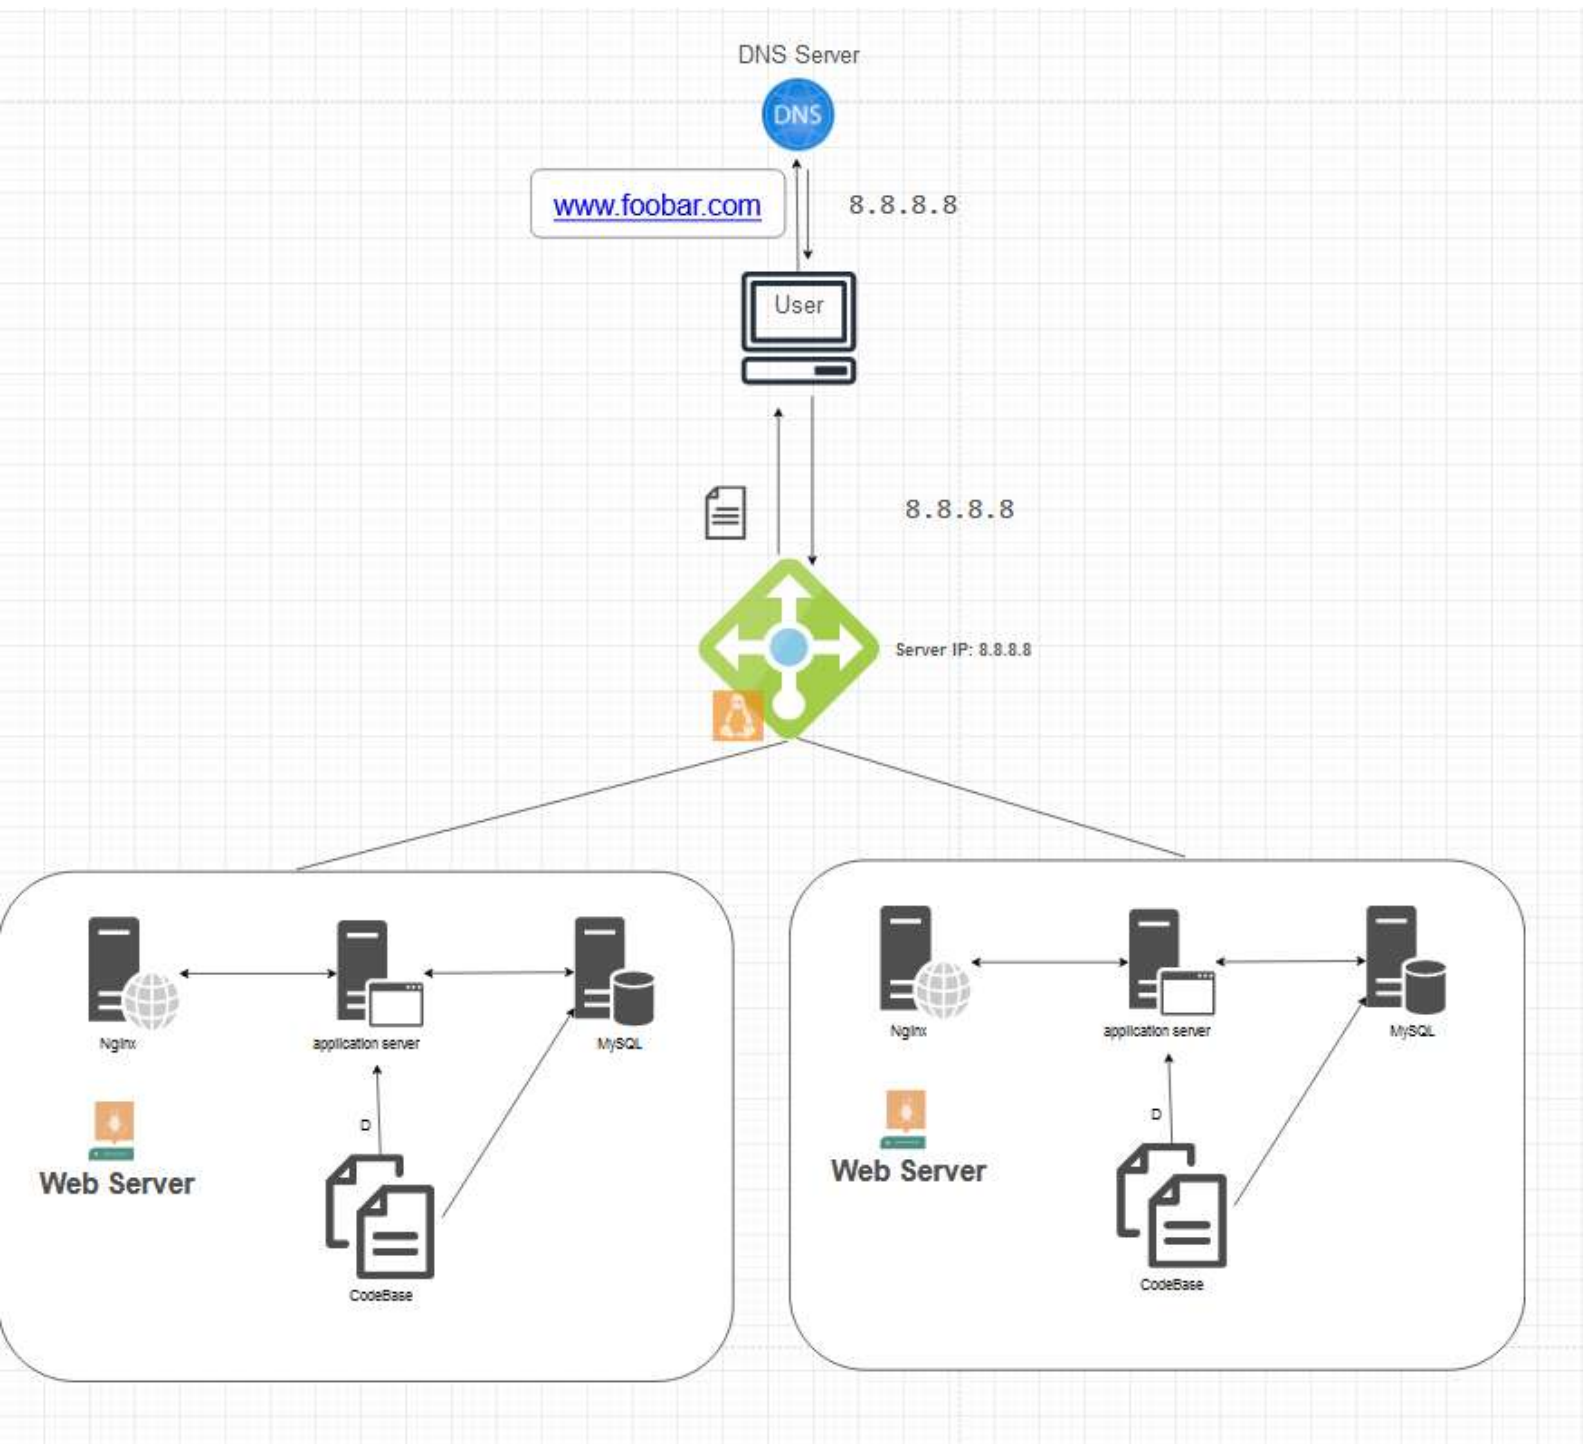 DNS Server
DNS
www.foobar.com
8.8.8.8
User
8.8.8.8
Server IP: 8.8.8.8
Nginx
application server
MySQL
D
Web Server
CodeBase
Nginx
application server
MySQL
D
Web Server
CodeBase